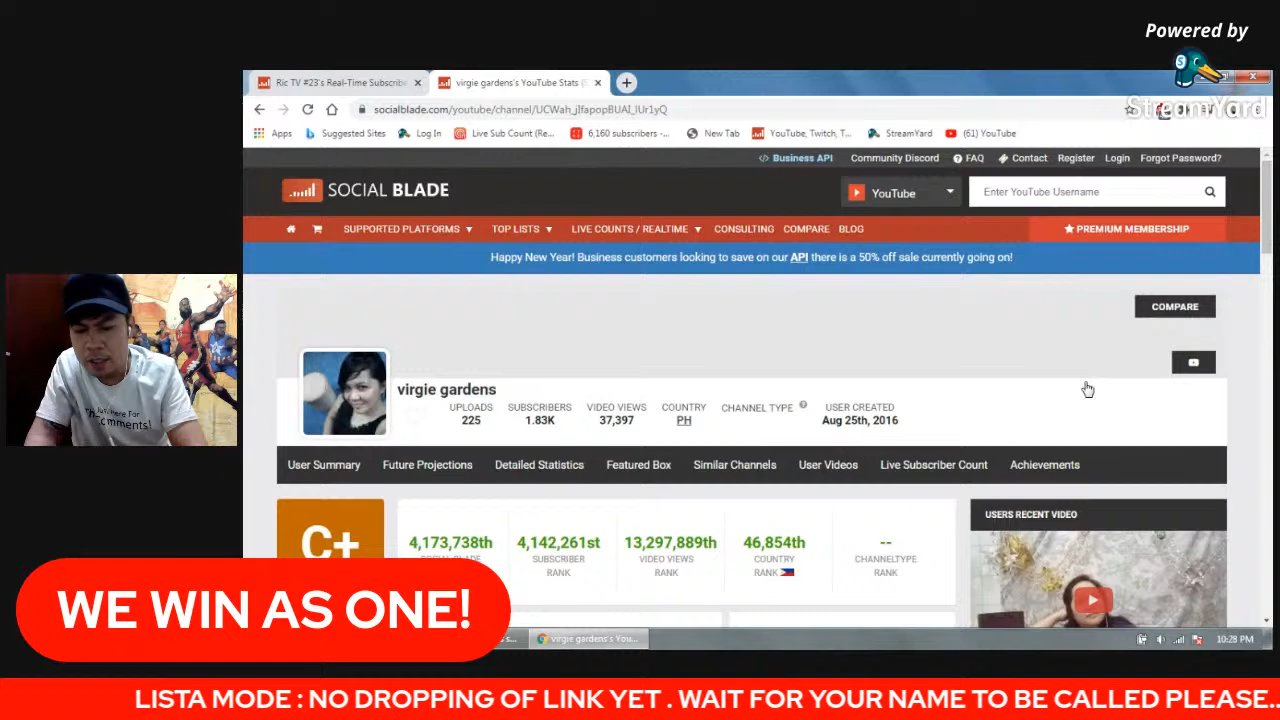 Powered by
StreamYard
Ric TV #23's Real-Time Subscribe
virgie gardens's YouTube Stats (
socialblade.com/youtube/channel/
Apps
Suggested Sites
Log In
Live Sub Count (Re...
6,160 subscribers -...
New Tab
YouTube, Twitch, T...
StreamYard
(61) YouTube
Business API
Community Discord
FAQ
Contact
Register
Login
Forgot Password?
SOCIAL BLADE
YouTube
Enter YouTube Username
SUPPORTED PLATFORMS
TOP LISTS
LIVE COUNTS / REALTIME
CONSULTING
COMPARE
BLOG
PREMIUM MEMBERSHIP
Happy New Year! Business customers looking to save on our API there is a 50% off sale currently going on!
COMPARE
virgie gardens
UPLOADS
225
SUBSCRIBERS
1.83K
VIDEO VIEWS
37,397
COUNTRY
PH
CHANNEL TYPE
USER CREATED
Aug 25th, 2016
User Summary
Future Projections
Detailed Statistics
Featured Box
Similar Channels
User Videos
Live Subscriber Count
Achievements
C+
4,173,738th
4,142,261st
SUBSCRIBER
RANK
13,297,889th
VIDEO VIEWS
RANK
46,854th
COUNTRY
RANK
--
CHANNELTYPE
RANK
USERS RECENT VIDEO
Just Here For
Comments!
WE WIN AS ONE!
virgie gardens's You...
10:28 PM
LISTA MODE : NO DROPPING OF LINK YET . WAIT FOR YOUR NAME TO BE CALLED PLEASE..